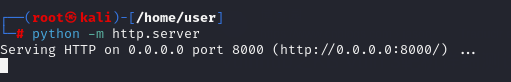 ┌──(root㉿kali)-[/home/user]
└─# python -m http.server
Serving HTTP on 0.0.0.0 port 8000 (http://0.0.0.0:8000/) ...